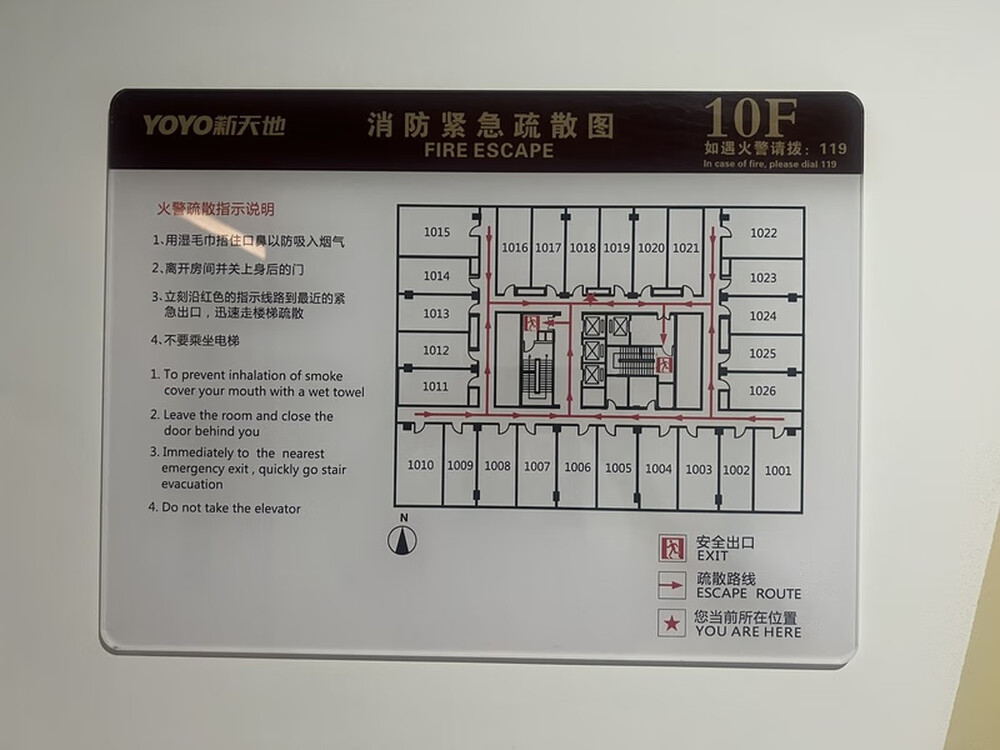 YOYO新天地
消防紧急疏散图
FIRE ESCAPE
10F
如遇火警请拨：119
In case of fire, please dial 119
火警疏散指示说明
1、用湿毛巾捂住口鼻以防吸入烟气
2、离开房间并关上身后的门
3、立刻沿红色的指示线路到最近的紧
急出口，迅速走楼梯疏散
4、不要乘坐电梯
1. To prevent inhalation of smoke
cover your mouth with a wet towel
2. Leave the room and close the
door behind you
3. Immediately to the nearest
emergency exit , quickly go stair
evacuation
4. Do not take the elevator
1015
1016
1017
1018
1019
1020
1021
1022
1014
1023
1013
1024
1012
1025
1011
1026
1010
1009
1008
1007
1006
1005
1004
1003
1002
1001
N
安全出口
EXIT
疏散路线
ESCAPE ROUTE
您当前所在位置
YOU ARE HERE